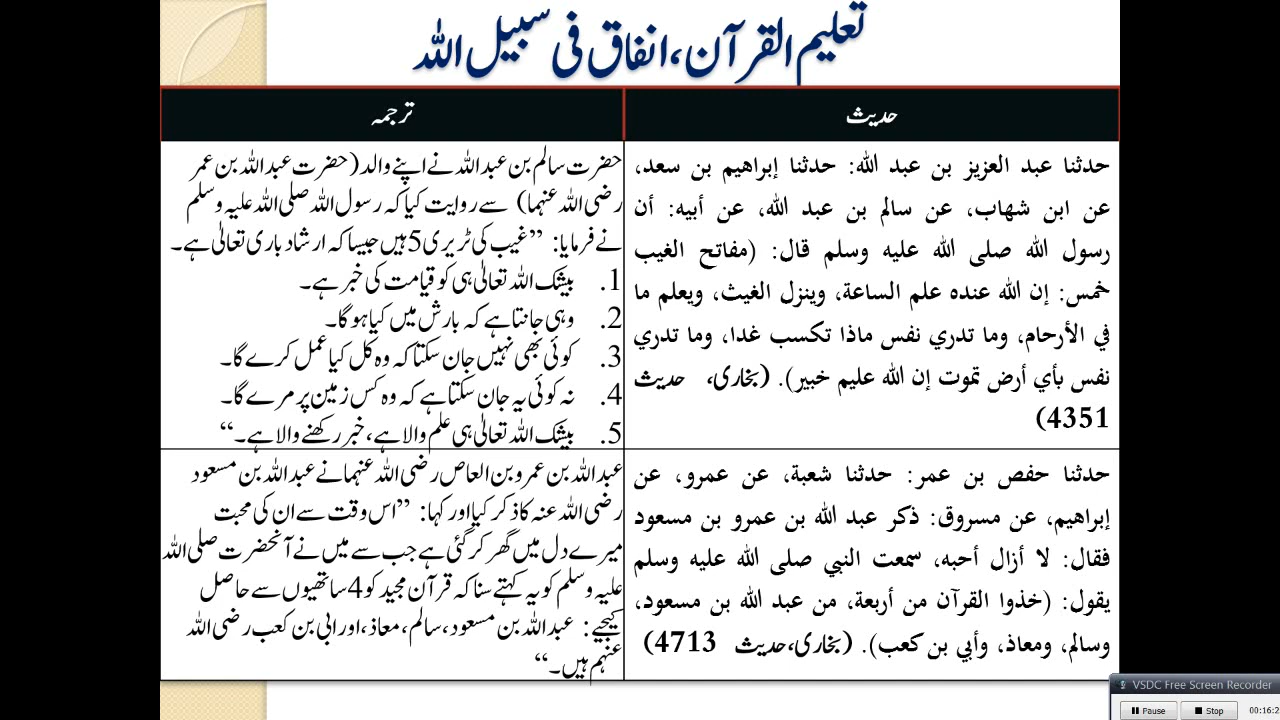 تعلیم القرآن، انفاق فی سبیل اللہ
حدیث
ترجمہ
حدثنا عبد العزيز بن عبد الله: حدثنا إبراهيم بن سعد،
عن ابن شهاب، عن سالم بن عبد الله، عن أبيه: أن
رسول الله صلى الله عليه وسلم قال: (مفاتح الغيب
خمس: إن الله عنده علم الساعة، وينزل الغيث، ويعلم ما
في الأرحام، وما تدري نفس ماذا تكسب غدا، وما تدري
نفس بأي أرض تموت إن الله عليم خبير). (بخاری، حدیث
4351)
حضرت سالم بن عبداللہ نے اپنے والد (حضرت عبداللہ بن عمر
رضی اللہ عنہما) سے روایت کیا کہ رسول اللہ صلی اللہ علیہ وسلم
نے فرمایا: ”غیب کی ٹریری 5 ہیں جیسا کہ ارشاد باری تعالیٰ ہے۔
1. بیشک اللہ تعالیٰ ہی کو قیامت کی خبر ہے۔
2. وہی جانتا ہے کہ بارش میں کیا ہو گا۔
3. کوئی بھی نہیں جان سکتا کہ وہ کل کیا عمل کرے گا۔
4. نہ کوئی یہ جان سکتا ہے کہ وہ کس زمین پر مرے گا۔
5. بیشک اللہ تعالیٰ ہی علم والا ہے، خبر رکھنے والا ہے۔“
حدثنا حفص بن عمر: حدثنا شعبة، عن عمرو، عن
إبراهيم، عن مسروق: ذكر عبد الله بن عمرو بن مسعود
فقال: لا أزال أحبه، سمعت النبي صلى الله عليه وسلم
يقول: (خذوا القرآن من أربعة، من عبد الله بن مسعود،
وسالم، ومعاذ، وأبي بن كعب). (بخاری،حدیث 4713)
عبداللہ بن عمرو بن العاص رضی اللہ عنہما نے عبداللہ بن مسعود
رضی اللہ عنہ کا ذکر کیا اور کہا: ”اس وقت سے ان کی محبت
میرے دل میں گھر کر گئی ہے جب سے میں نے آنحضرت صلی اللہ
علیہ وسلم کو یہ کہتے سنا کہ قرآن مجید کو 4 ساتھیوں سے حاصل
کیجیے: عبداللہ بن مسعود، سالم، معاذ، اور ابی بن کعب رضی اللہ
عنہم ہیں۔“
VSDC Free Screen Recorder
Pause Stop 00:16:2